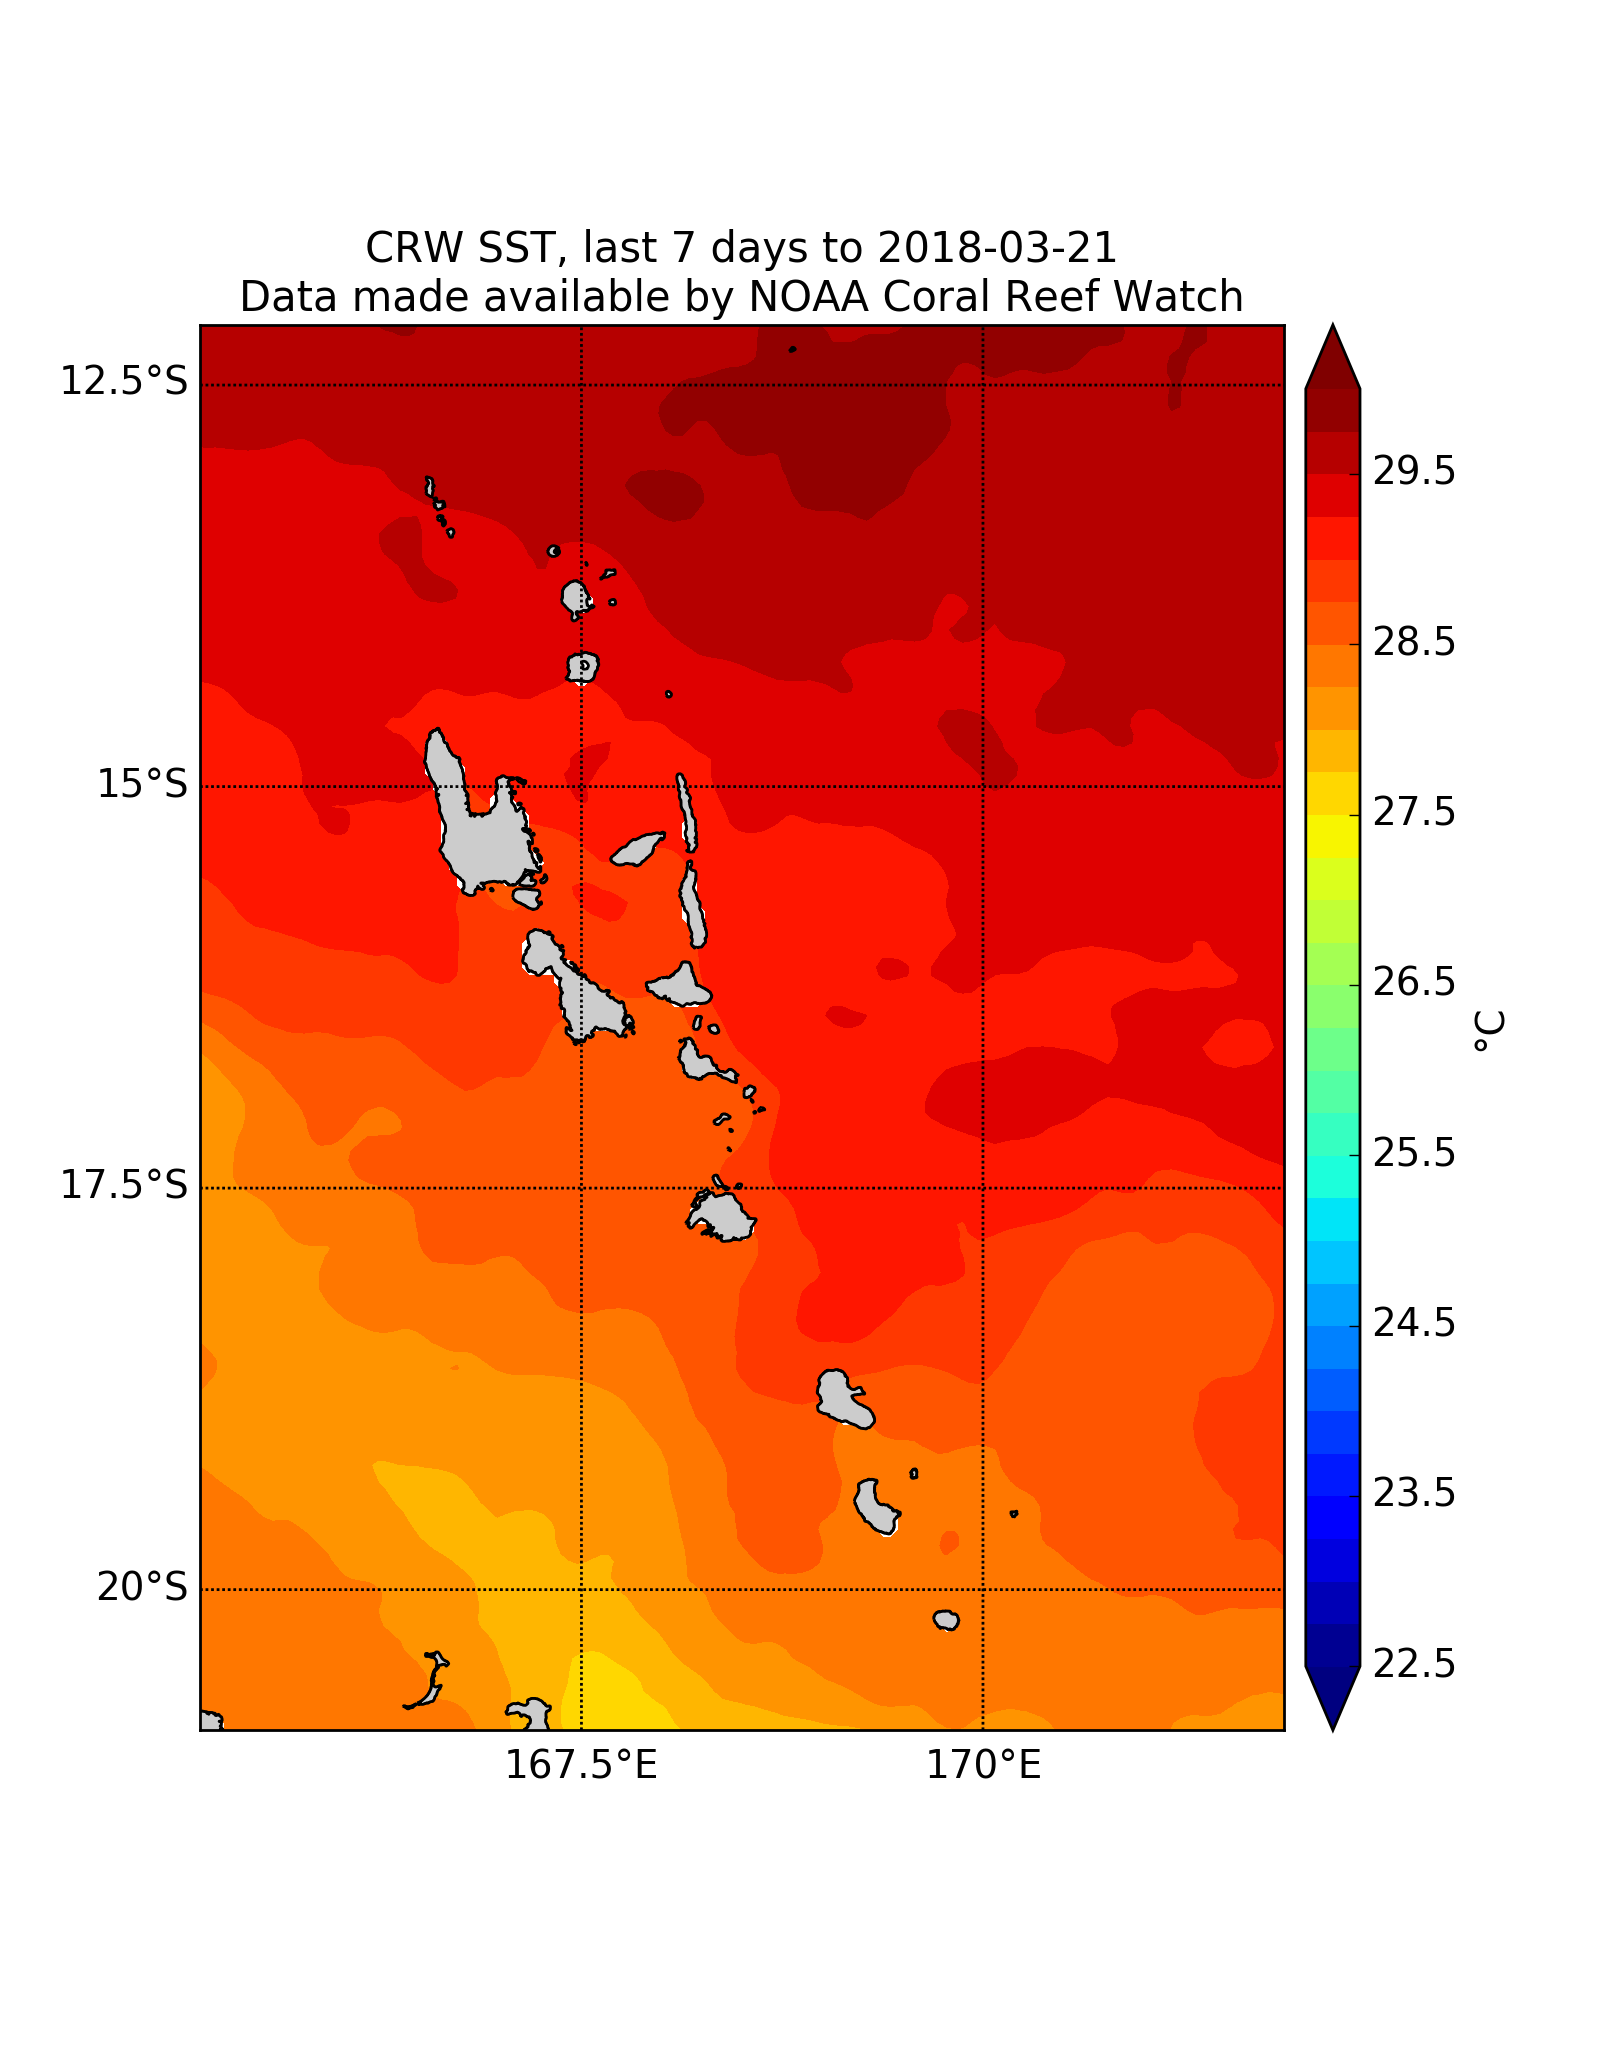 CRW SST, last 7 days to 2018-03-21
Data made available by NOAA Coral Reef Watch
12.5°S
15°S
17.5°S
20°S
167.5°E
170°E
29.5
28.5
27.5
26.5
25.5
24.5
23.5
22.5
°C